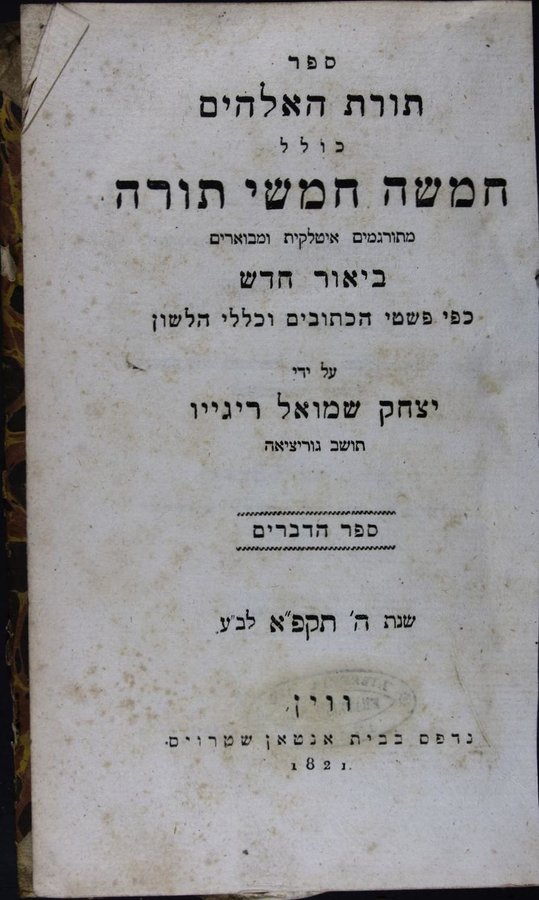 ספר
תורת האלהים
כולל
חמשה חמשי תורה
מתורגמים איטלקית ומבוארים
ביאור חדש
כפי פשטי הכתובים וכללי הלשון
על ידי
יצחק שמואל ריגייו
תושב גוריציאה
ספר הדברים
שנת ה' תקפ"א לב"ע
ווין,
נדפס בבית אנטאן שטרוים.
1821.